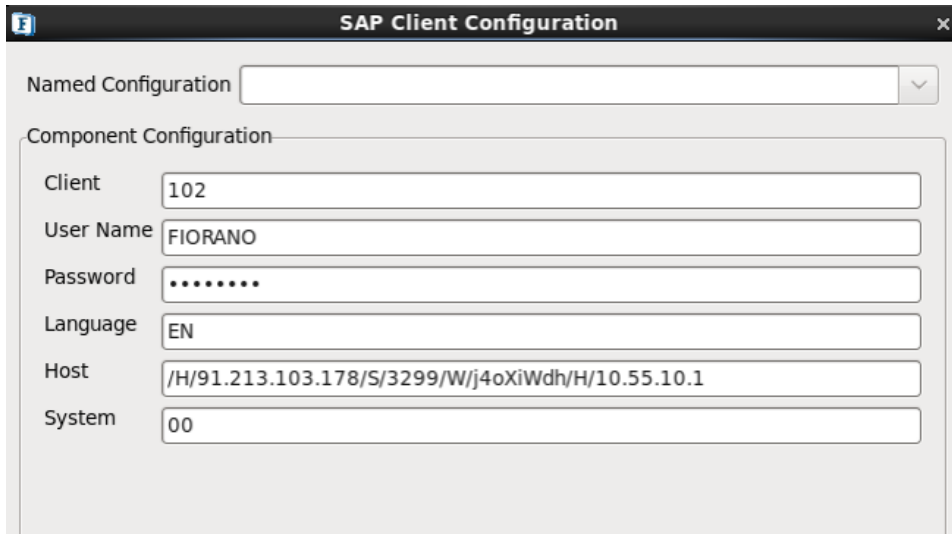 SAP Client Configuration
Named Configuration
Component Configuration
Client 102
User Name FIORANO
Password ••••••••
Language EN
Host /H/91.213.103.178/S/3299/W/j4oXiWdh/H/10.55.10.1
System 00